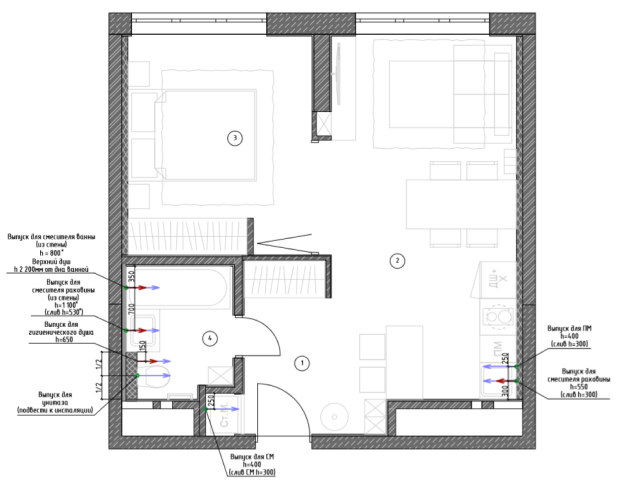 3
2
4
1
Выпуск для смесителя ванны
(из стены)
h = 800*
Верхний душ
h 2 200мм от дна ванной
Выпуск для
смесителя раковины
(из стены)
h=1 100*
(слив h=530*)
Выпуск для
гигиенического душа
h=650
Выпуск для
унитаза
(подвести к инсталяции)
350
700
150
1/2
1/2
250
Выпуск для СМ
h=400
(слив СМ h=300)
ДШ+
Х
ПМ
250
300
Выпуск для ПМ
h=400
(слив h=300)
Выпуск для
смесителя раковины
h=550
(слив h=300)